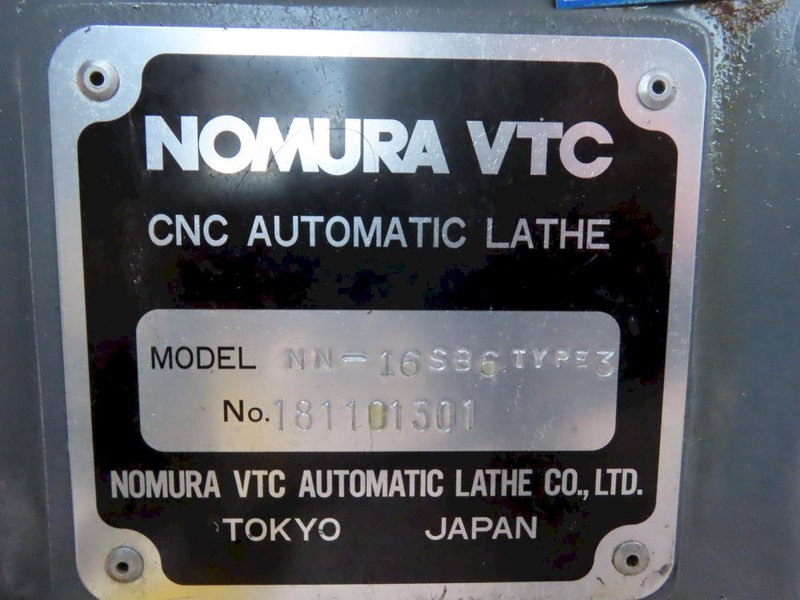 NOMURA VTC
CNC AUTOMATIC LATHE
MODEL NN-16SB6 TYPE3
No. 181101301
NOMURA VTC AUTOMATIC LATHE CO., LTD.
TOKYO JAPAN